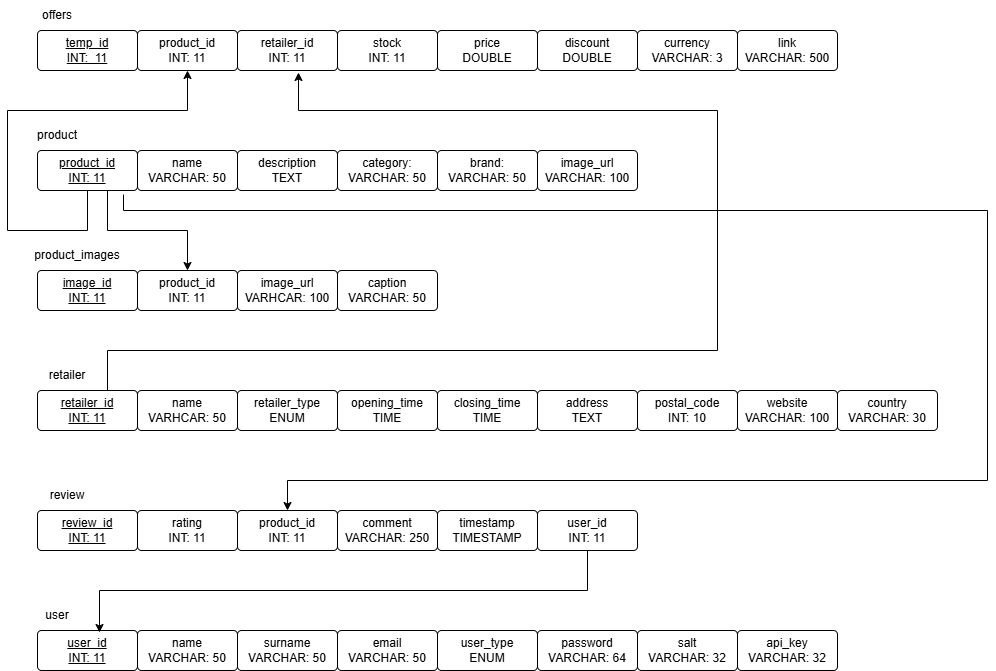 offers
temp_id product_id retailer_id stock price discount currency link
INT:  11 INT: 11 INT: 11 INT: 11 DOUBLE DOUBLE VARCHAR: 3 VARCHAR: 500
product
product_id name description category: brand: image_url
INT: 11 VARCHAR: 50 TEXT VARCHAR: 50 VARCHAR: 50 VARCHAR: 100
product_images
image_id product_id image_url caption
INT: 11 INT: 11 VARHCAR: 100 VARCHAR: 50
retailer
retailer_id name retailer_type opening_time closing_time address postal_code website country
INT: 11 VARHCAR: 50 ENUM TIME TIME TEXT INT: 10 VARCHAR: 100 VARCHAR: 30
review
review_id rating product_id comment timestamp user_id
INT: 11 INT: 11 INT: 11 VARCHAR: 250 TIMESTAMP INT: 11
user
user_id name surname email user_type password salt api_key
INT: 11 VARCHAR: 50 VARCHAR: 50 VARCHAR: 50 ENUM VARCHAR: 64 VARCHAR: 32 VARCHAR: 32